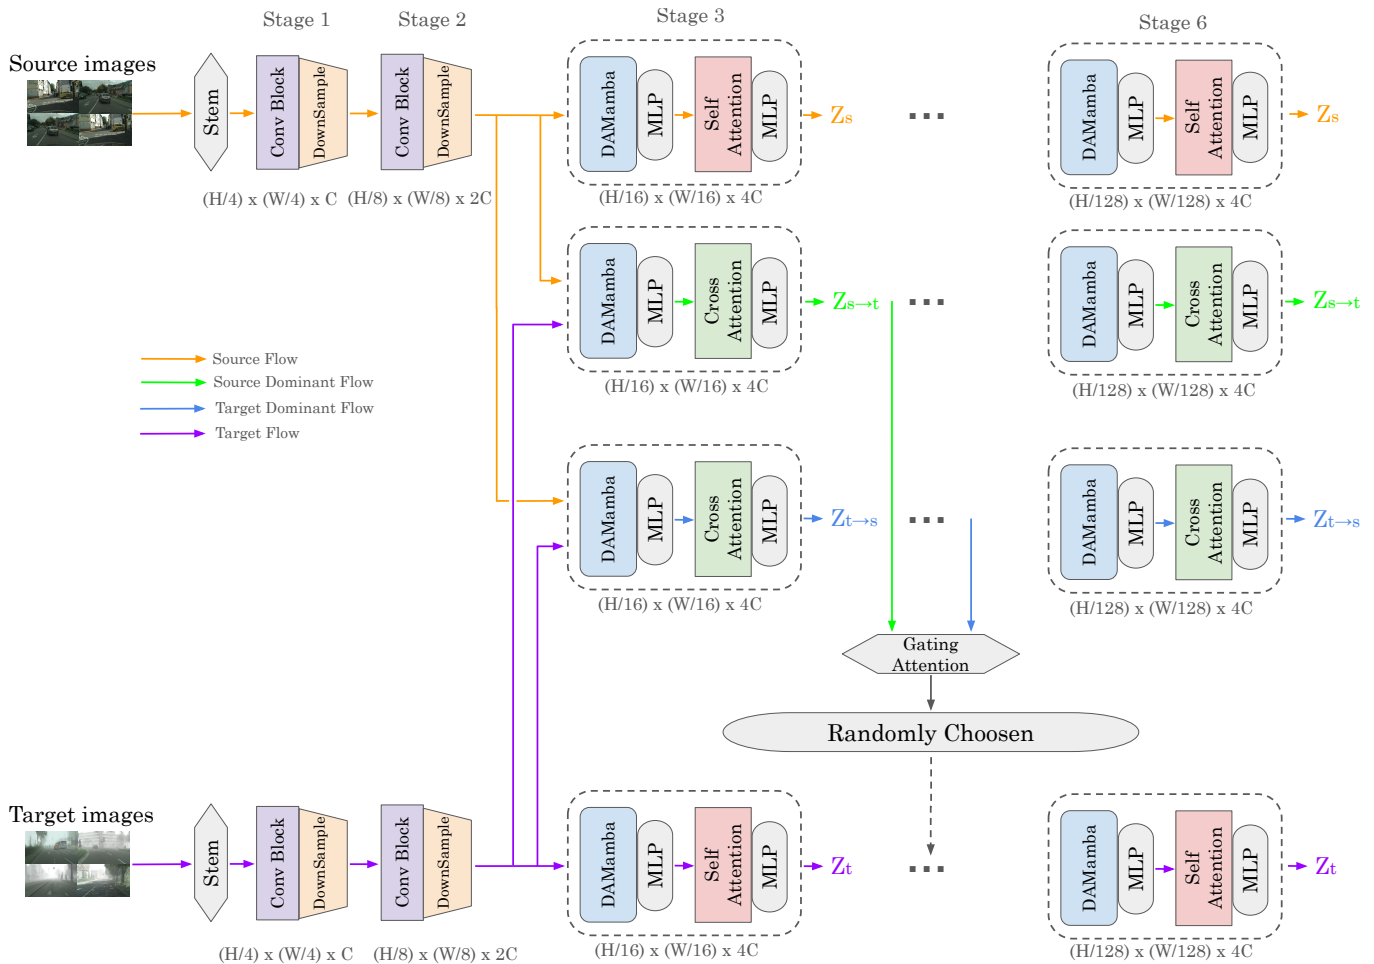 Stage 1
Stage 2
Stage 3
Stage 6
Source images
Stem
Conv Block
DownSample
Conv Block
DownSample
DAMamba
MLP
Self
Attention
MLP
Zs
...
DAMamba
MLP
Self
Attention
MLP
Zs
(H/4) x (W/4) x C
(H/8) x (W/8) x 2C
(H/16) x (W/16) x 4C
(H/128) x (W/128) x 4C
DAMamba
MLP
Cross
Attention
MLP
Zs→t
...
DAMamba
MLP
Cross
Attention
MLP
Zs→t
(H/16) x (W/16) x 4C
(H/128) x (W/128) x 4C
Source Flow
Source Dominant Flow
Target Dominant Flow
Target Flow
DAMamba
MLP
Cross
Attention
MLP
Zt→s
...
DAMamba
MLP
Cross
Attention
MLP
Zt→s
(H/16) x (W/16) x 4C
(H/128) x (W/128) x 4C
Gating
Attention
Randomly Choosen
Target images
Stem
Conv Block
DownSample
Conv Block
DownSample
DAMamba
MLP
Self
Attention
MLP
Zt
...
DAMamba
MLP
Self
Attention
MLP
Zt
(H/4) x (W/4) x C
(H/8) x (W/8) x 2C
(H/16) x (W/16) x 4C
(H/128) x (W/128) x 4C